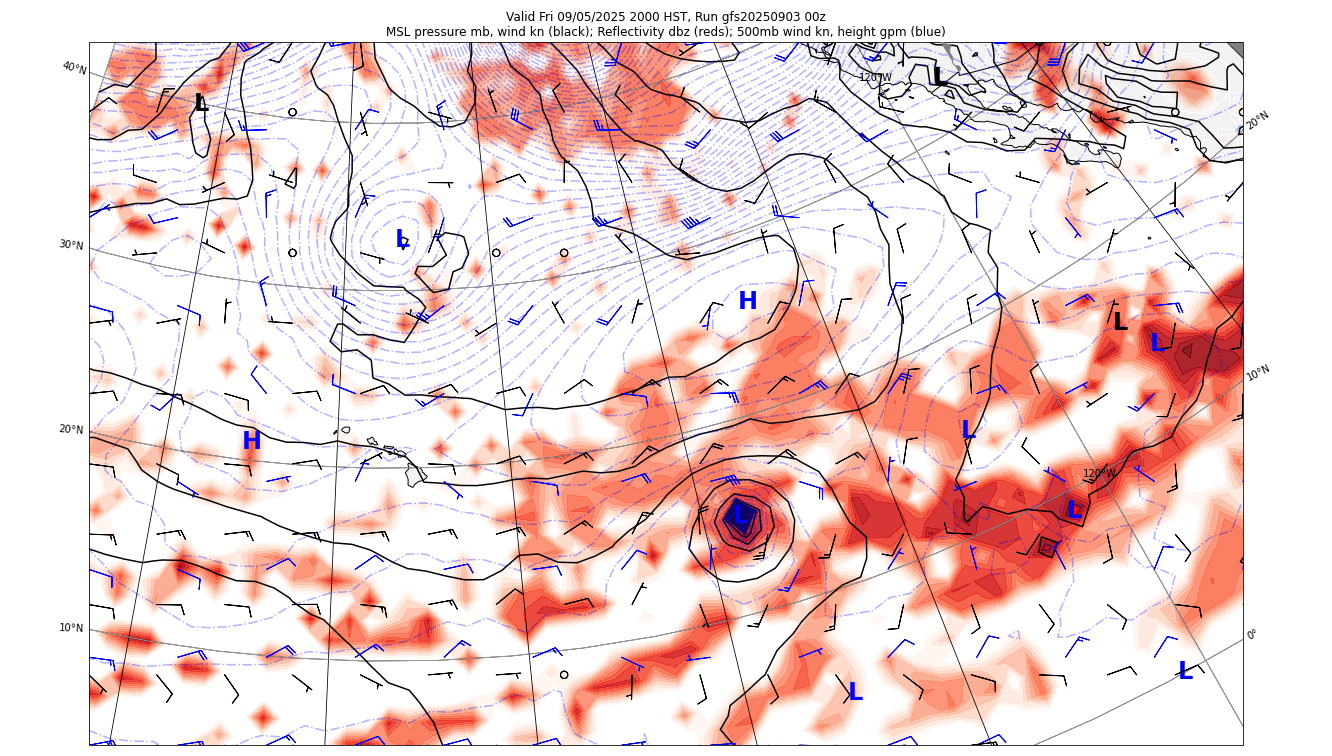 Valid Fri 09/05/2025 2000 HST, Run gfs20250903 00z
MSL pressure mb, wind kn (black); Reflectivity dbz (reds); 500mb wind kn, height gpm (blue)
40°N
120°W
L
L
20°N
30°N
L
H
L
L
10°N
20°N
H
L
120°W
L
L
10°N
0°
L
L